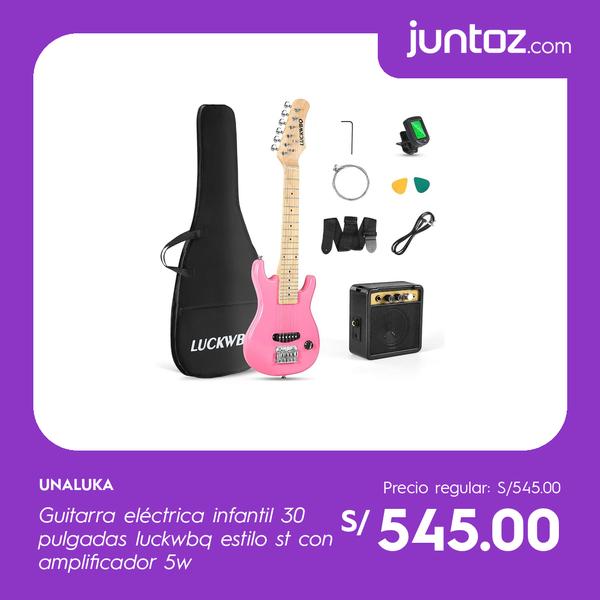 juntoz.com
LUCKWBQ
LUCKWB
UNALUKA
Guitarra eléctrica infantil 30
pulgadas luckwbq estilo st con
amplificador 5w
Precio regular: S/545.00
S/ 545.00